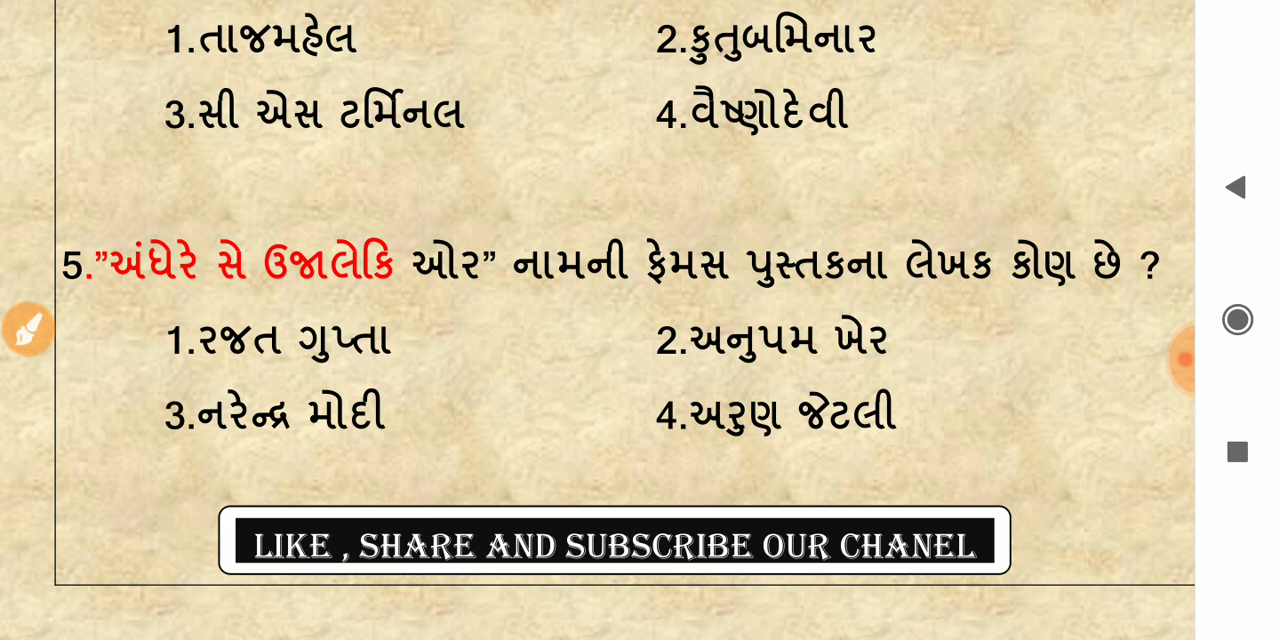 1.તાજમહેલ 2.કુતુબમિનાર
3.સી એસ ટર્મિનલ 4.વૈષ્ણોદેવી
5.”અંધેરે સે ઉજાલેકિ ઓર” નામની ફેમસ પુસ્તકના લેખક કોણ છે ?
1.રજત ગુપ્તા 2.અનુપમ ખેર
3.નરેન્દ્ર મોદી 4.અરુણ જેટલી
LIKE , SHARE AND SUBSCRIBE OUR CHANEL